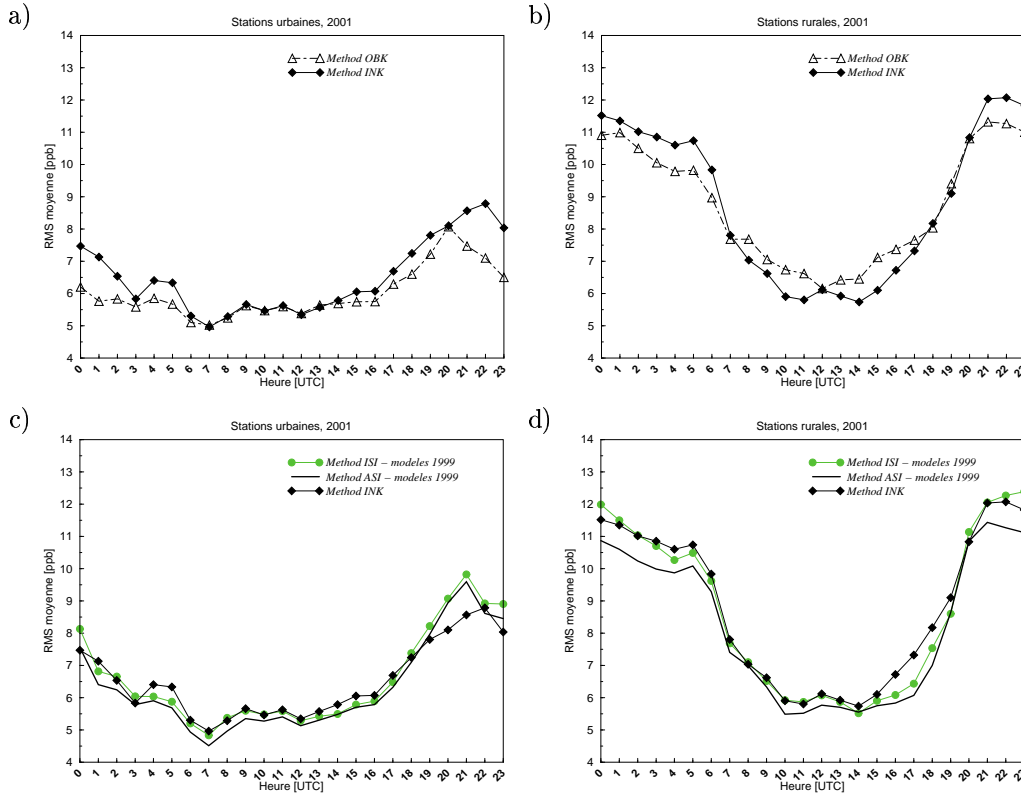 a)
Stations urbaines, 2001
14
13
12
11
10
9
8
7
6
5
4
RMS moyenne [ppb]
Method OBK
Method INK
0 1 2 3 4 5 6 7 8 9 10 11 12 13 14 15 16 17 18 19 20 21 22 23
Heure [UTC]
b)
Stations rurales, 2001
14
13
12
11
10
9
8
7
6
5
4
RMS moyenne [ppb]
Method OBK
Method INK
0 1 2 3 4 5 6 7 8 9 10 11 12 13 14 15 16 17 18 19 20 21 22 23
Heure [UTC]
c)
Stations urbaines, 2001
14
13
12
11
10
9
8
7
6
5
4
RMS moyenne [ppb]
Method ISI – modeles 1999
Method ASI – modeles 1999
Method INK
0 1 2 3 4 5 6 7 8 9 10 11 12 13 14 15 16 17 18 19 20 21 22 23
Heure [UTC]
d)
Stations rurales, 2001
14
13
12
11
10
9
8
7
6
5
4
RMS moyenne [ppb]
Method ISI – modeles 1999
Method ASI – modeles 1999
Method INK
0 1 2 3 4 5 6 7 8 9 10 11 12 13 14 15 16 17 18 19 20 21 22 23
Heure [UTC]